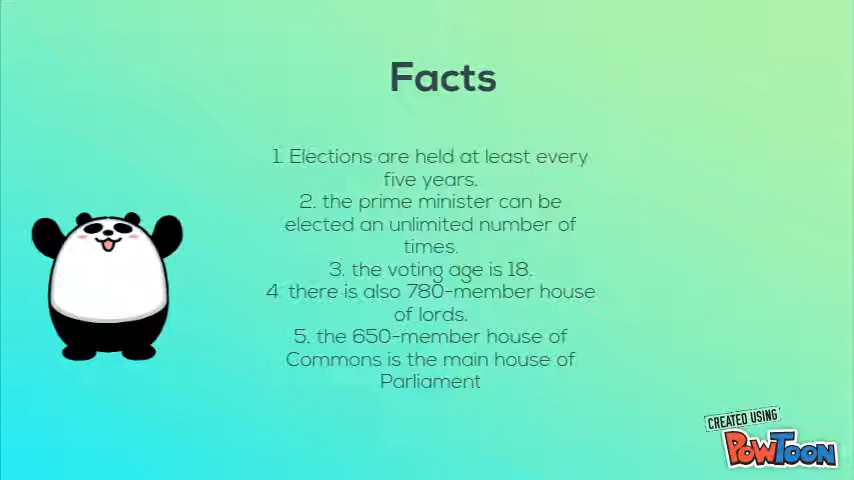 Facts
1. Elections are held at least every
five years.
2. the prime minister can be
elected an unlimited number of
times.
3. the voting age is 18.
4. there is also 780-member house
of lords.
5. the 650-member house of
Commons is the main house of
Parliament
CREATED USING
POWTOON